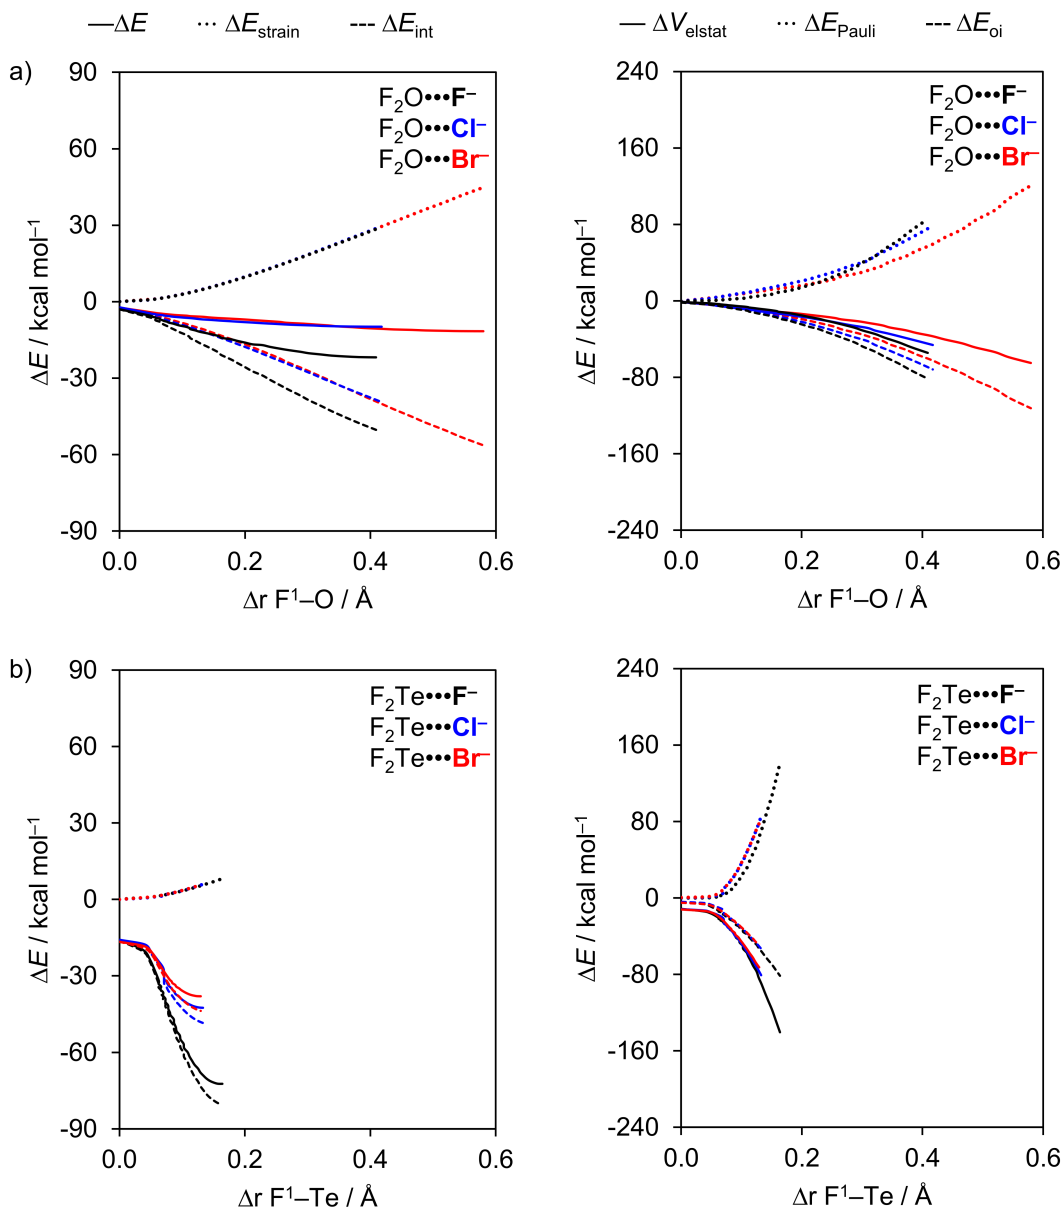 ΔE ΔE_strain ΔE_int
ΔV_elstat ΔE_Pauli ΔE_oi
a)
90
60
30
0
-30
-60
-90
ΔE / kcal mol⁻¹
F₂O•••F⁻
F₂O•••Cl⁻
F₂O•••Br⁻
0.0 0.2 0.4 0.6
Δr F¹–O / Å
240
160
80
0
-80
-160
-240
ΔE / kcal mol⁻¹
F₂O•••F⁻
F₂O•••Cl⁻
F₂O•••Br⁻
0.0 0.2 0.4 0.6
Δr F¹–O / Å
b)
90
60
30
0
-30
-60
-90
ΔE / kcal mol⁻¹
F₂Te•••F⁻
F₂Te•••Cl⁻
F₂Te•••Br⁻
0.0 0.2 0.4 0.6
Δr F¹–Te / Å
240
160
80
0
-80
-160
-240
ΔE / kcal mol⁻¹
F₂Te•••F⁻
F₂Te•••Cl⁻
F₂Te•••Br⁻
0.0 0.2 0.4 0.6
Δr F¹–Te / Å